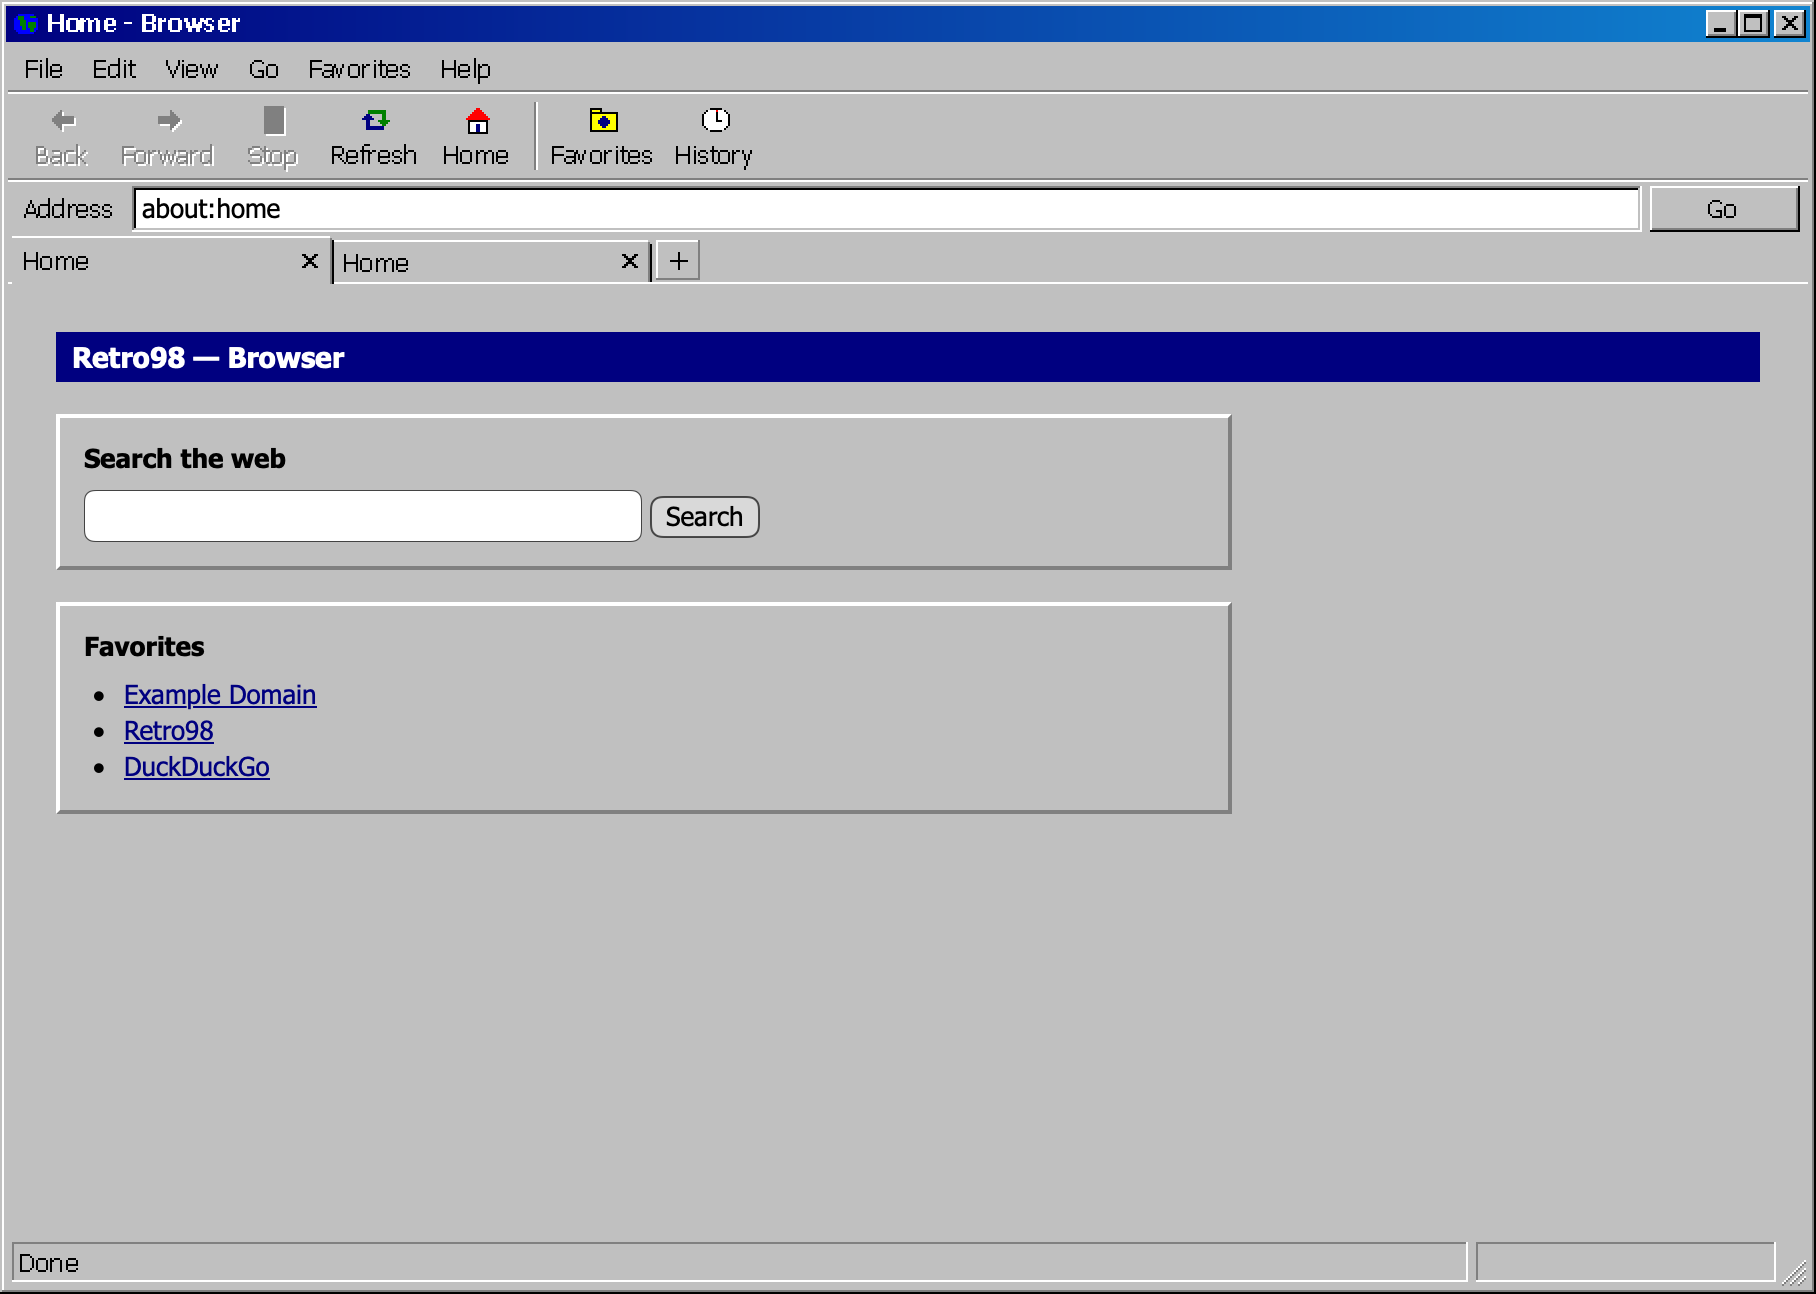 Home - Browser
File Edit View Go Favorites Help
Back Forward Stop Refresh Home Favorites History
Address about:home Go
Home Home
Retro98 — Browser
Search the web
Search
Favorites
Example Domain
Retro98
DuckDuckGo
Done